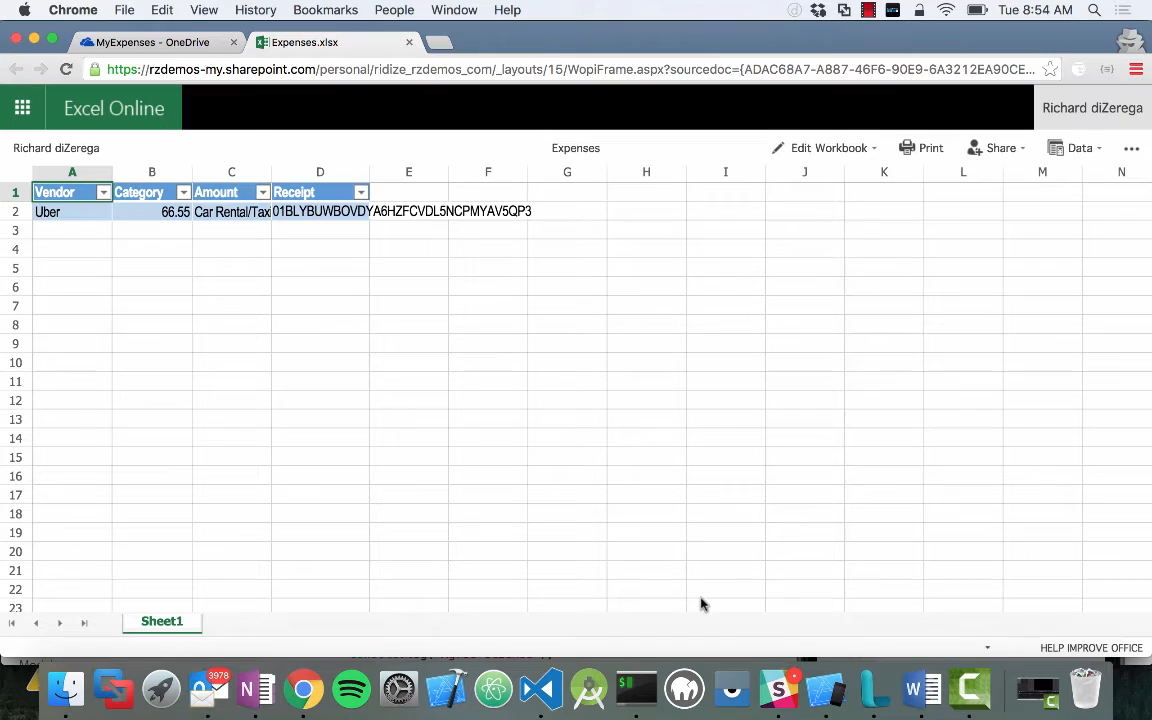 Chrome File Edit View History Bookmarks People Window Help Tue 8:54 AM
MyExpenses - OneDrive × Expenses.xlsx ×
https://rzdemos-my.sharepoint.com/personal/ridize_rzdemos_com/_layouts/15/WopiFrame.aspx?sourcedoc={ADAC68A7-A887-46F6-90E9-6A3212EA90CE...
Excel Online Richard diZerega
Richard diZerega Expenses Edit Workbook Print Share Data ...
A B C D E F G H I J K L M N
1 Vendor Category Amount Receipt
2 Uber 66.55 Car Rental/Tax 01BLYBUWBOVDYA6HZFCVDL5NCPMYAV5QP3
3
4
5
6
7
8
9
10
11
12
13
14
15
16
17
18
19
20
21
22
23
Sheet1
HELP IMPROVE OFFICE
3978